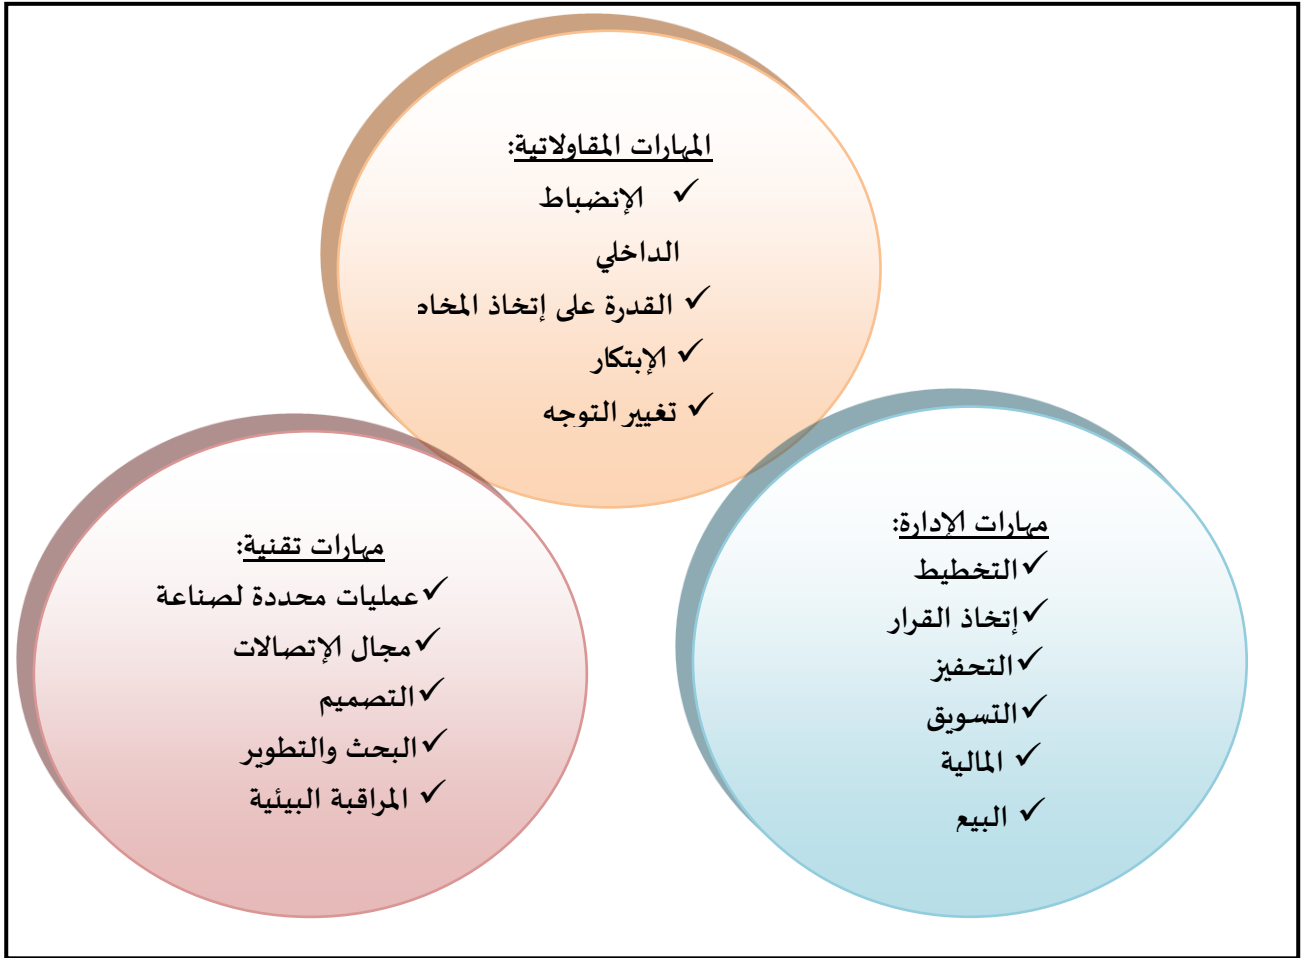 المهارات المقاولاتية:
✓ الإنضباط
الداخلي
✓ القدرة على إتخاذ
✓ الإبتكار
✓ تغيير التوجه
مهارات الإدارة:
✓ التخطيط
✓ إتخاذ القرار
✓ التحفيز
✓ التسويق
✓ المالية
✓ البيع
مهارات تقنية:
✓ عمليات محددة لصناعة
✓ مجال الإتصالات
✓ التصميم
✓ البحث والتطوير
✓ المراقبة البيئية